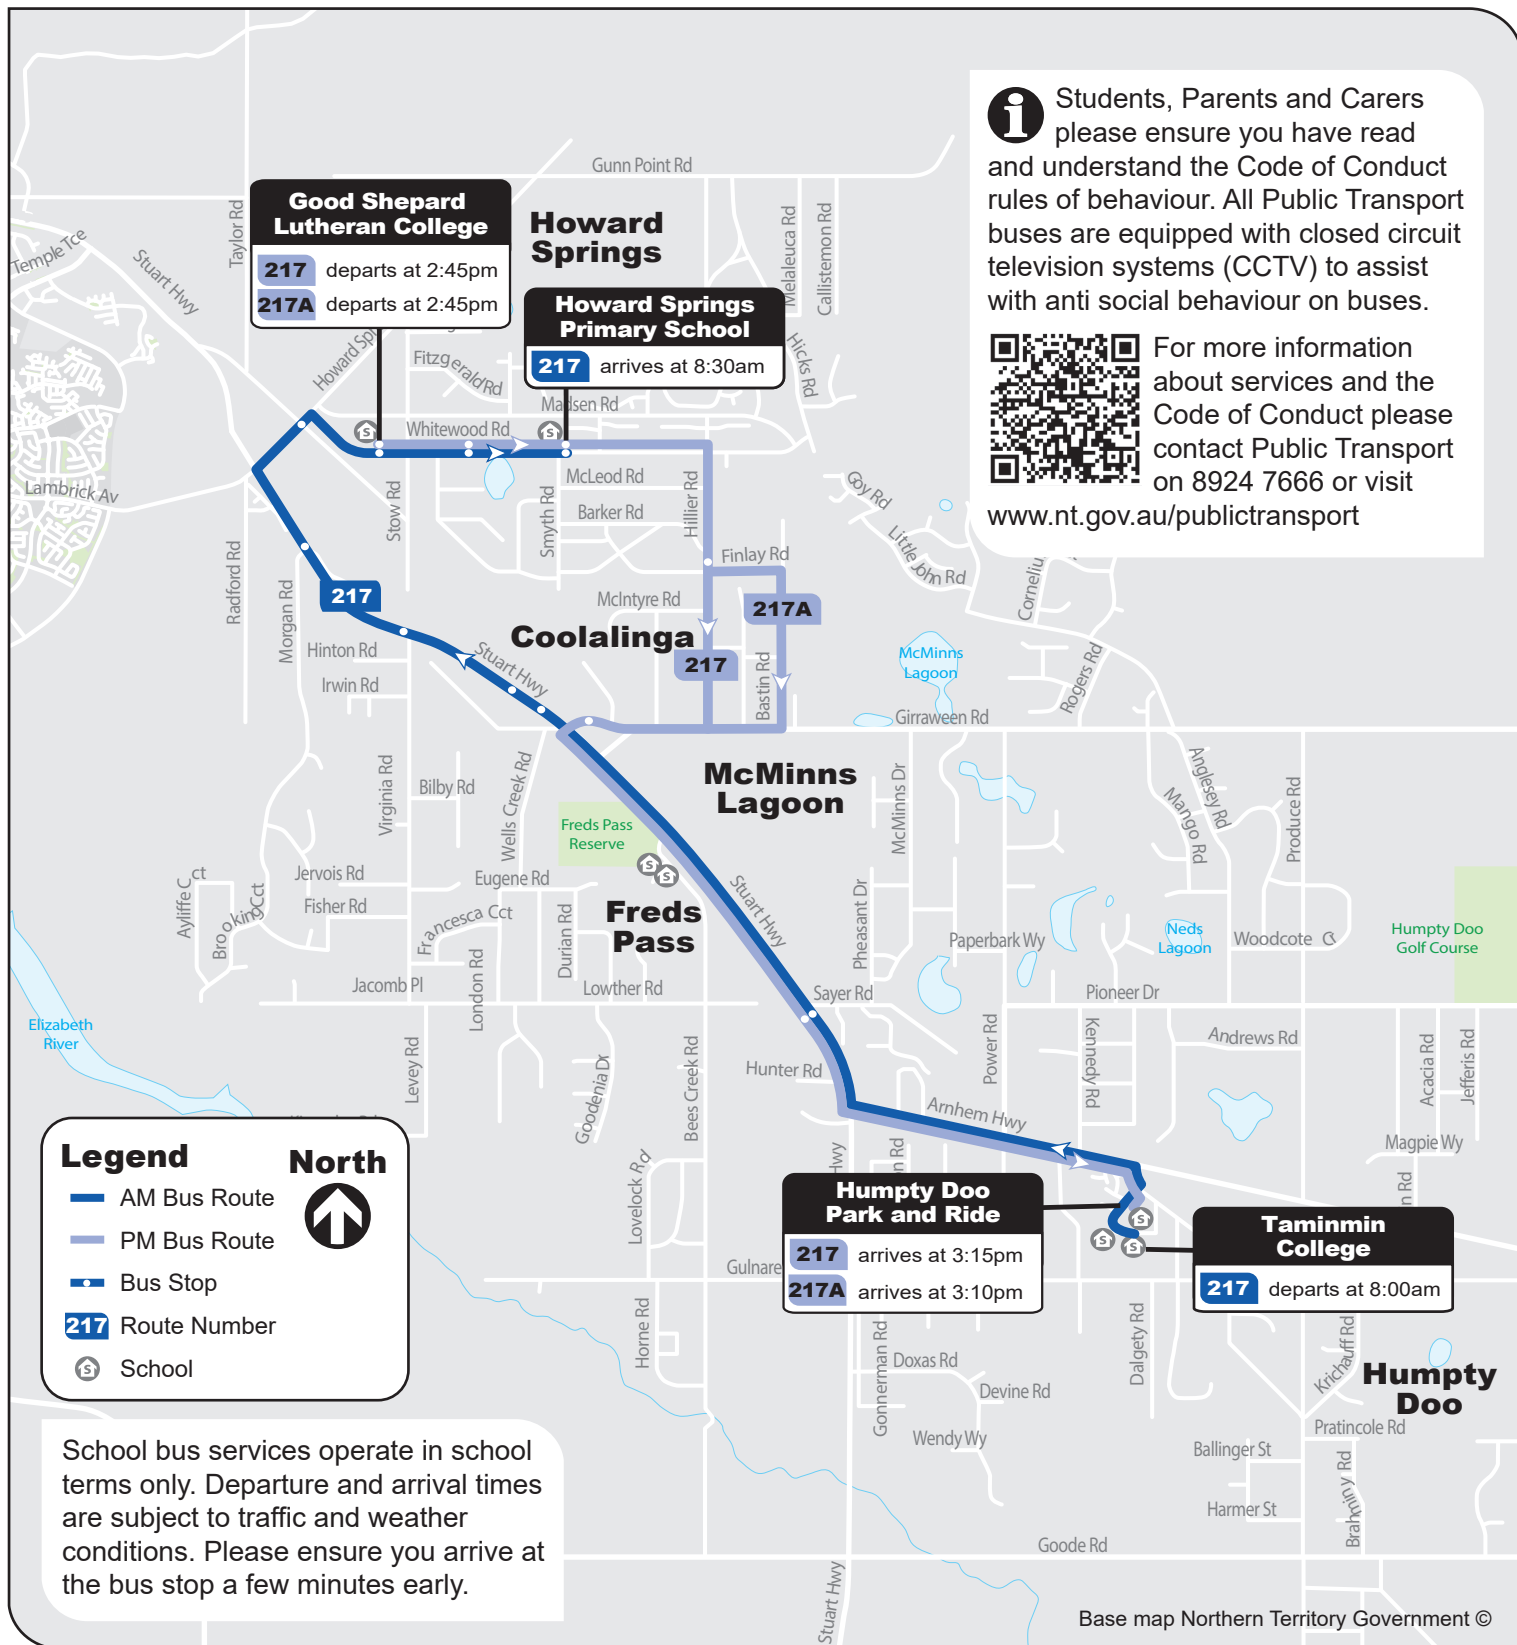 Students, Parents and Carers
please ensure you have read
and understand the Code of Conduct
rules of behaviour. All Public Transport
buses are equipped with closed circuit
television systems (CCTV) to assist
with anti social behaviour on buses.
For more information
about services and the
Code of Conduct please
contact Public Transport
on 8924 7666 or visit
www.nt.gov.au/publictransport
Gunn Point Rd
Good Shepard
Lutheran College
217 departs at 2:45pm
217A departs at 2:45pm
Howard
Springs
Howard Springs
Primary School
217 arrives at 8:30am
Temple Tce
Stuart Hwy
Taylor Rd
Melaleuca Rd
Callistemon Rd
Hicks Rd
Fitzgerald Rd
Madsen Rd
Whitewood Rd
McLeod Rd
Barker Rd
Lambrick Av
Stow Rd
Smyth Rd
Hillier Rd
Finlay Rd
Goy Rd
Little John Rd
Radford Rd
Morgan Rd
217
McIntyre Rd
217A
Coolalinga
217
Hinton Rd
Irwin Rd
Stuart Hwy
Bastin Rd
McMinns
Lagoon
Girraween Rd
Rogers Rd
McMinns
Lagoon
Virginia Rd
Bilby Rd
Wells Creek Rd
McMinns Dr
Anglesey Rd
Mango Rd
Produce Rd
Freds Pass
Reserve
Jervois Rd
Fisher Rd
Eugene Rd
Ayliffe Cct
Brooking Cct
Francesca Cct
Durian Rd
Freds
Pass
Stuart Hwy
Pheasant Dr
Paperbark Wy
Neds
Lagoon
Humpty Doo
Golf Course
Jacomb Pl
London Rd
Lowther Rd
Sayer Rd
Pioneer Dr
Elizabeth
River
Levey Rd
Goodenia Dr
Bees Creek Rd
Hunter Rd
Power Rd
Kennedy Rd
Andrews Rd
Acacia Rd
Jefferis Rd
Arnhem Hwy
Magpie Wy
Lovelock Rd
Hwy
Legend
North
AM Bus Route
PM Bus Route
Bus Stop
217 Route Number
School
Humpty Doo
Park and Ride
217 arrives at 3:15pm
217A arrives at 3:10pm
Taminmin
College
217 departs at 8:00am
Horne Rd
Gonnerman Rd
Doxas Rd
Devine Rd
Wendy Wy
Dalgety Rd
Krichauff Rd
Humpty
Doo
Pratincole Rd
Ballinger St
Harmer St
Brahminy Rd
Goode Rd
Stuart Hwy
School bus services operate in school
terms only. Departure and arrival times
are subject to traffic and weather
conditions. Please ensure you arrive at
the bus stop a few minutes early.
Base map Northern Territory Government ©